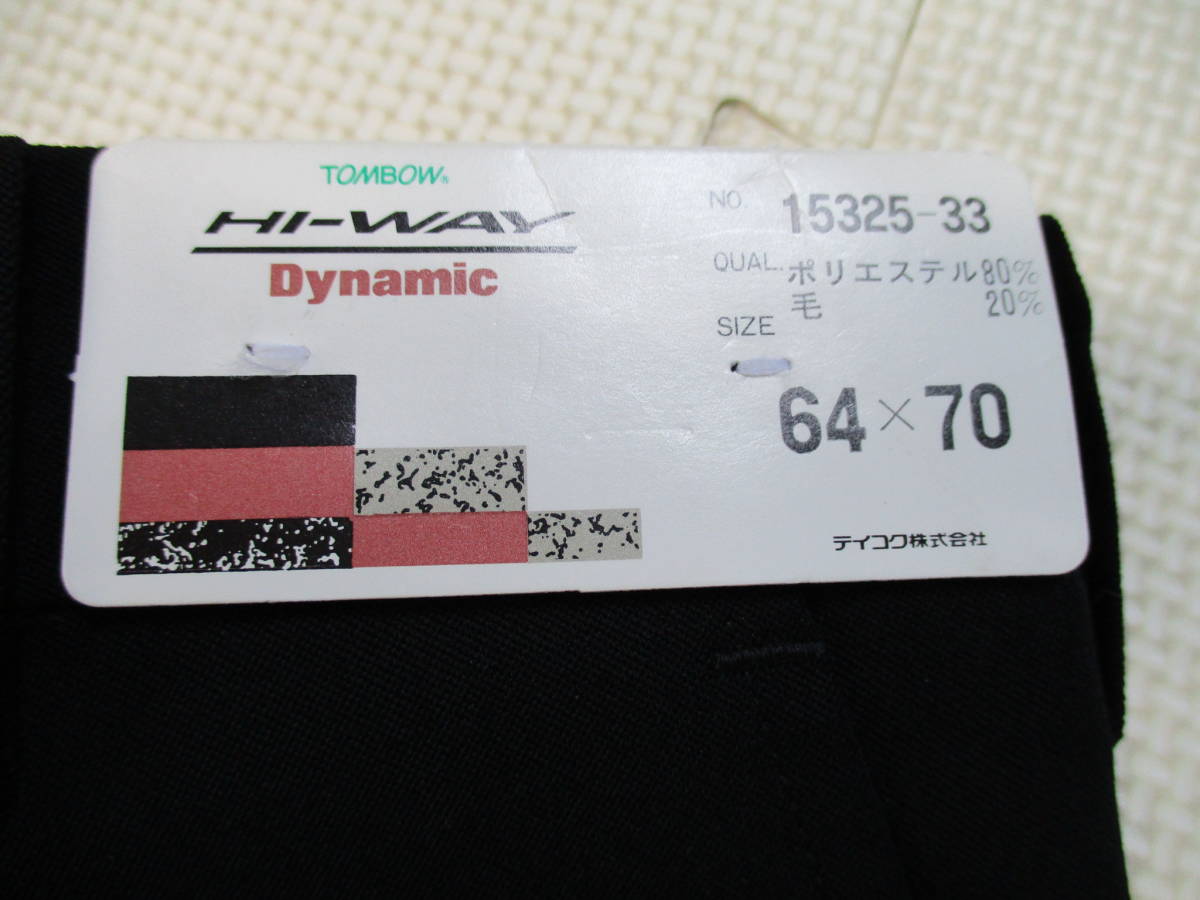 TOMBOW®
HI-WAY
Dynamic
NO. 15325-33
QUAL. ポリエステル80%
毛 20%
SIZE
64×70
テイコク株式会社